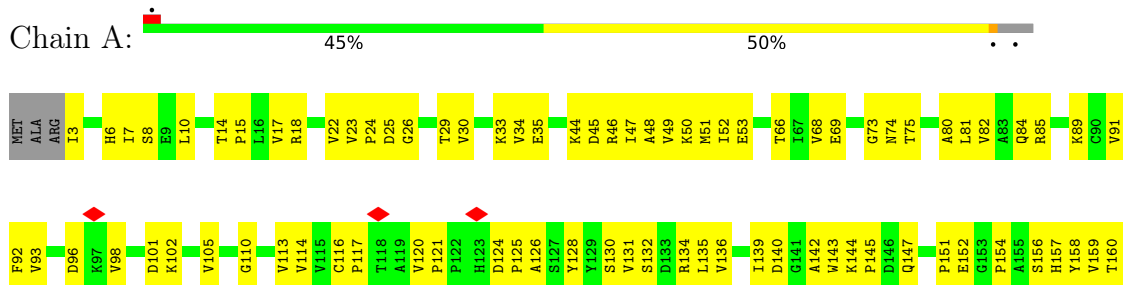 Chain A:
45% 50% • •
MET ALA ARG I3 H6 I7 S8 E9 L10 T14 P15 L16 V17 R18 V22 V23 P24 D25 G26 T29 V30 K33 V34 E35 K44 D45 R46 I47 A48 V49 K50 M51 I52 E53 T66 I67 V68 E69 G73 N74 T75 A80 L81 V82 A83 Q84 R85 K89 C90 V91
F92 V93 D96 K97 V98 D101 K102 V105 G110 V113 V114 V115 C116 P117 T118 A119 V120 P121 P122 H123 D124 P125 A126 S127 Y128 Y129 S130 V131 S132 D133 R134 L135 V136 I139 D140 G141 A142 W143 K144 P145 D146 Q147 P151 E152 G153 P154 A155 S156 H157 Y158 V159 T160